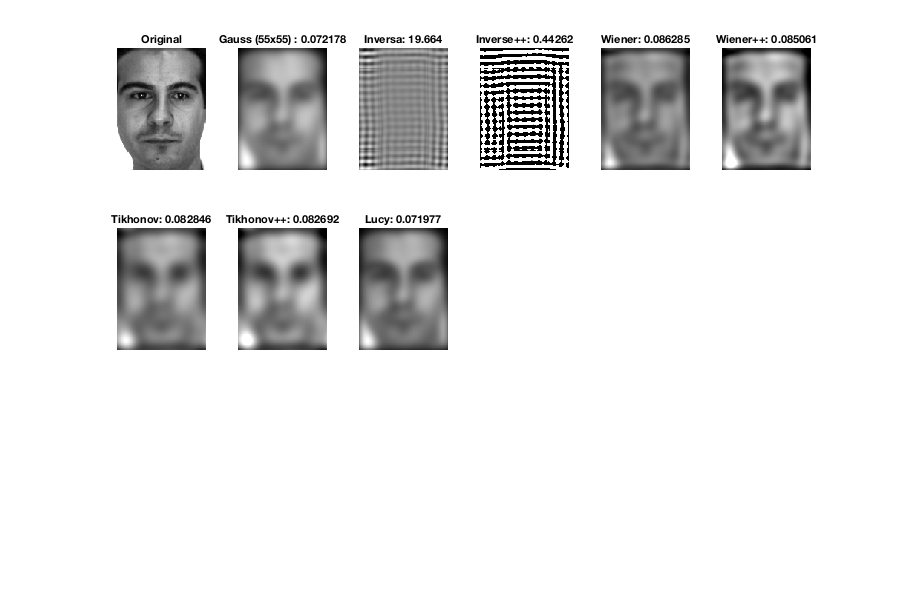 Original
Gauss (55x55) : 0.072178
Inversa: 19.664
Inverse++: 0.44262
Wiener: 0.086285
Wiener++: 0.085061
Tikhonov: 0.082846
Tikhonov++: 0.082692
Lucy: 0.071977